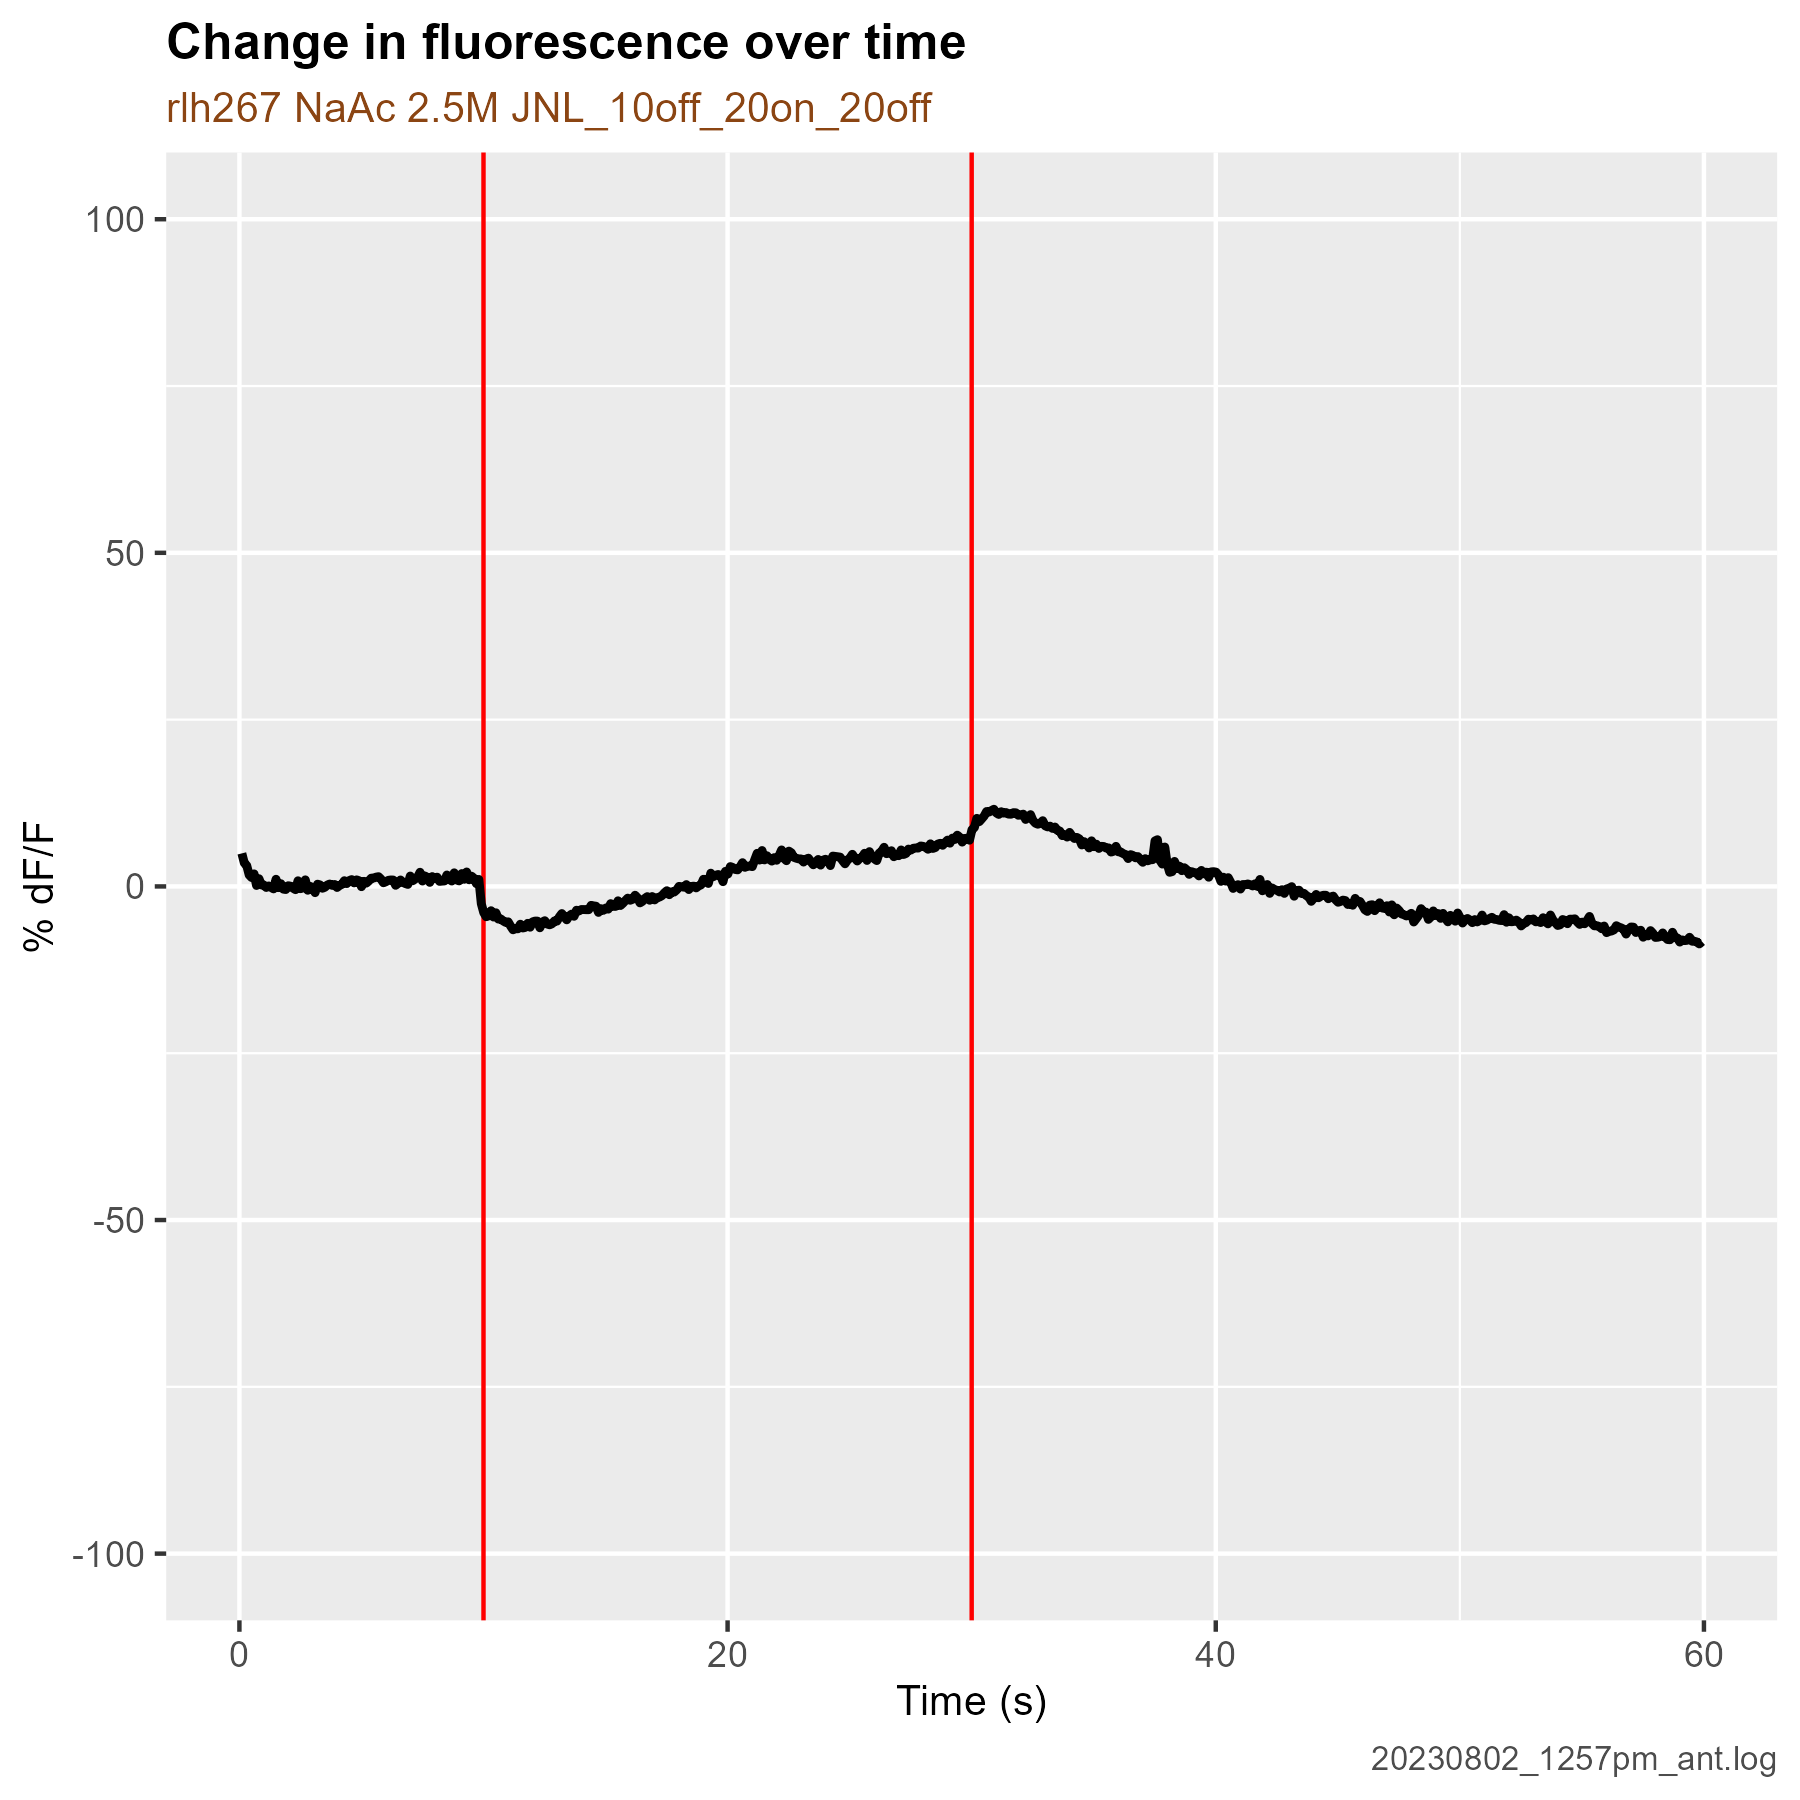 Change in fluorescence over time
rlh267 NaAc 2.5M JNL_10off_20on_20off
100
50
0
-50
-100
% dF/F
0 20 40 60
Time (s)
20230802_1257pm_ant.log